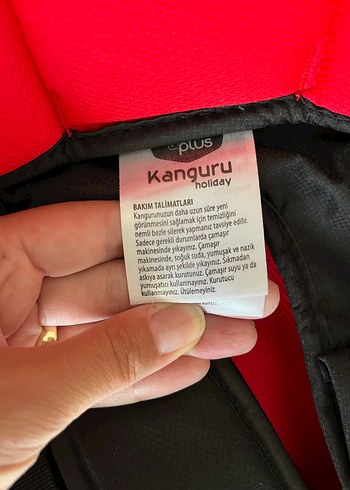 plus
Kanguru
holiday
BAKIM TALİMATLARI
Kangurunuzun daha uzun süre yeni
görünmesini sağlamak için temizliğini
nemli bezle silerek yapmanız tavsiye edilir.
Sadece gerekli durumlarda çamaşır
makinesinde yıkayınız. Çamaşır
makinesinde, soğuk suda, yumuşak ve nazik
yıkamada ayrı şekilde yıkayınız. Sıkmadan
askıya asarak kurutunuz. Çamaşır suyu ya da
yumuşatıcı kullanmayınız. Kurutucu
kullanmayınız. Ütülemeyiniz.